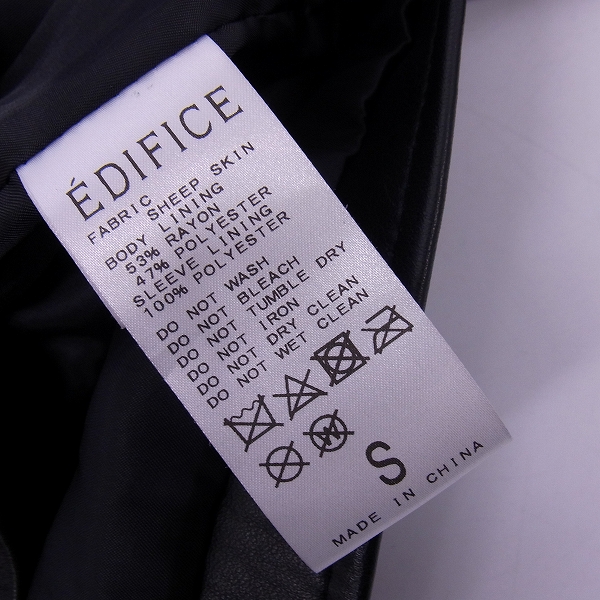 ÉDIFICE
FABRIC
SHEEP SKIN
BODY LINING
53% RAYON
47% POLYESTER
SLEEVE LINING
100% POLYESTER
DO NOT WASH
DO NOT BLEACH
DO NOT TUMBLE DRY
DO NOT IRON
DO NOT DRY CLEAN
DO NOT WET CLEAN
W
S
MADE IN CHINA